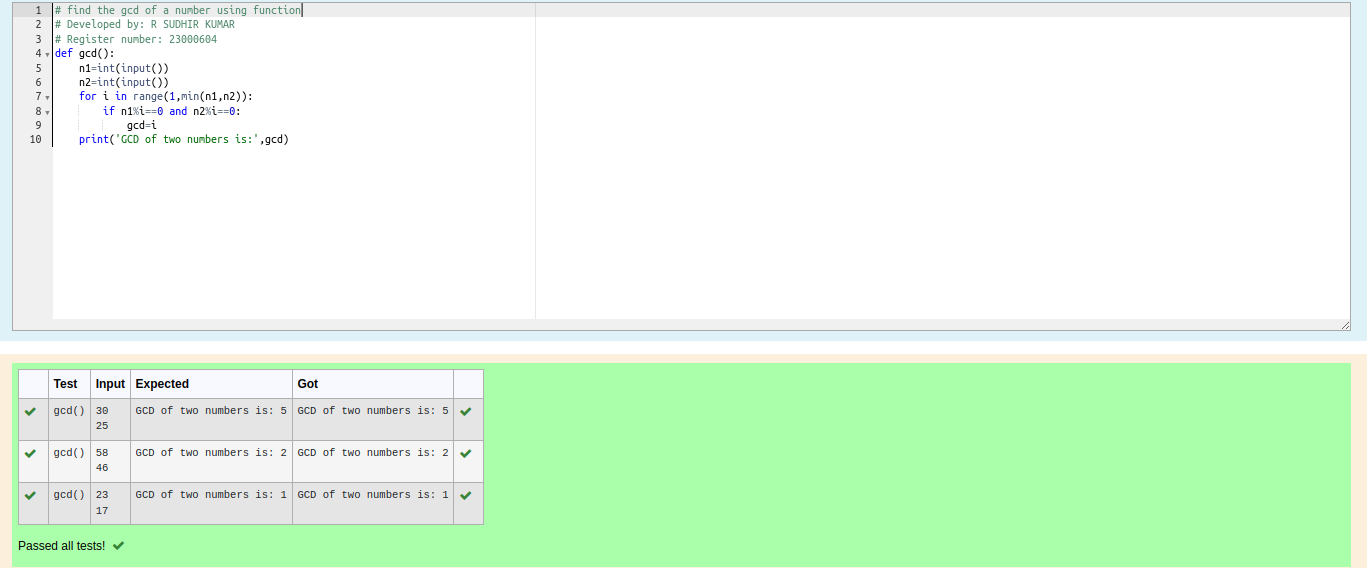 1 # find the gcd of a number using function
2 # Developed by: R SUDHIR KUMAR
3 # Register number: 23000604
4 def gcd():
5     n1=int(input())
6     n2=int(input())
7     for i in range(1,min(n1,n2)):
8         if n1%i==0 and n2%i==0:
9             gcd=i
10     print('GCD of two numbers is:',gcd)
Test Input Expected Got
gcd() 30 GCD of two numbers is: 5 GCD of two numbers is: 5
25
gcd() 58 GCD of two numbers is: 2 GCD of two numbers is: 2
46
gcd() 23 GCD of two numbers is: 1 GCD of two numbers is: 1
17
Passed all tests!